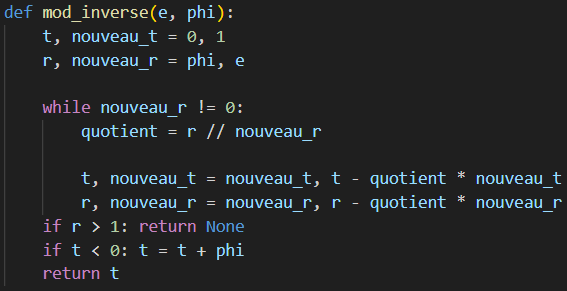 def mod_inverse(e, phi):
    t, nouveau_t = 0, 1
    r, nouveau_r = phi, e

    while nouveau_r != 0:
        quotient = r // nouveau_r

        t, nouveau_t = nouveau_t, t - quotient * nouveau_t
        r, nouveau_r = nouveau_r, r - quotient * nouveau_r
    if r > 1: return None
    if t < 0: t = t + phi
    return t